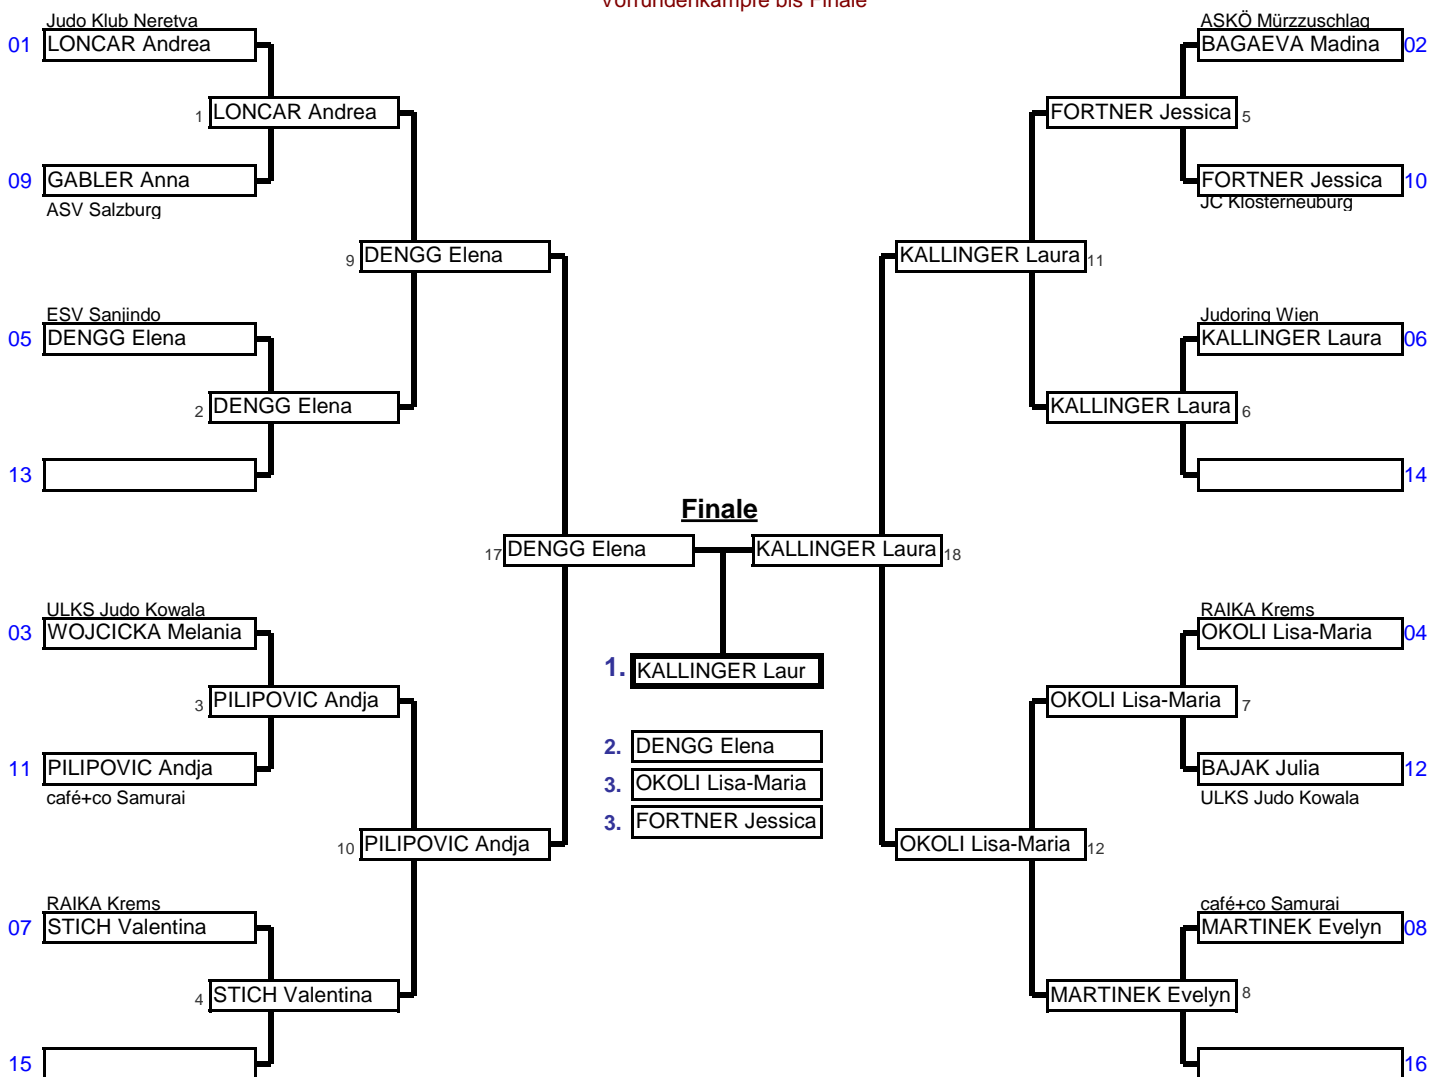 Vorrundenkämpfe bis Finale
Judo Klub Neretva
01 LONCAR Andrea
1 LONCAR Andrea
09 GABLER Anna
ASV Salzburg
9 DENGG Elena
ESV Sanjindo
05 DENGG Elena
2 DENGG Elena
13
17 DENGG Elena
ULKS Judo Kowala
03 WOJCICKA Melania
3 PILIPOVIC Andja
11 PILIPOVIC Andja
café+co Samurai
10 PILIPOVIC Andja
RAIKA Krems
07 STICH Valentina
4 STICH Valentina
15
Finale
1. KALLINGER Laur
2. DENGG Elena
3. OKOLI Lisa-Maria
3. FORTNER Jessica
ASKÖ Mürzzuschlag
BAGAEVA Madina 02
FORTNER Jessica 5
FORTNER Jessica 10
JC Klosterneuburg
KALLINGER Laura 11
Judoring Wien
KALLINGER Laura 06
KALLINGER Laura 6
14
KALLINGER Laura 18
RAIKA Krems
OKOLI Lisa-Maria 04
OKOLI Lisa-Maria 7
BAJAK Julia 12
ULKS Judo Kowala
OKOLI Lisa-Maria 12
café+co Samurai
MARTINEK Evelyn 08
MARTINEK Evelyn 8
16